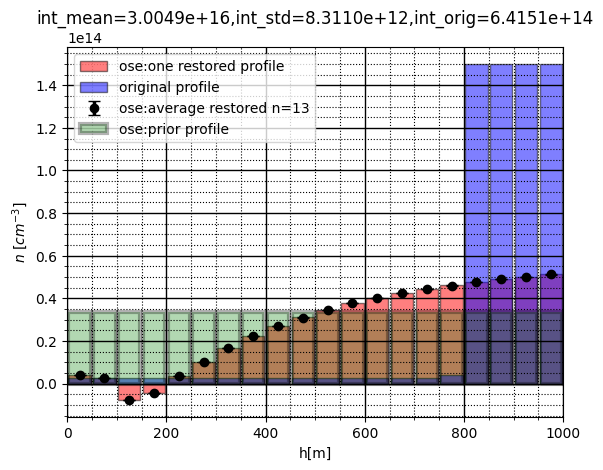 int_mean=3.0049e+16,int_std=8.3110e+12,int_orig=6.4151e+14
1e14
ose:one restored profile
original profile
ose:average restored n=13
ose:prior profile
1.4
1.2
1.0
0.8
0.6
0.4
0.2
0.0
n [cm⁻³]
0 200 400 600 800 1000
h[m]